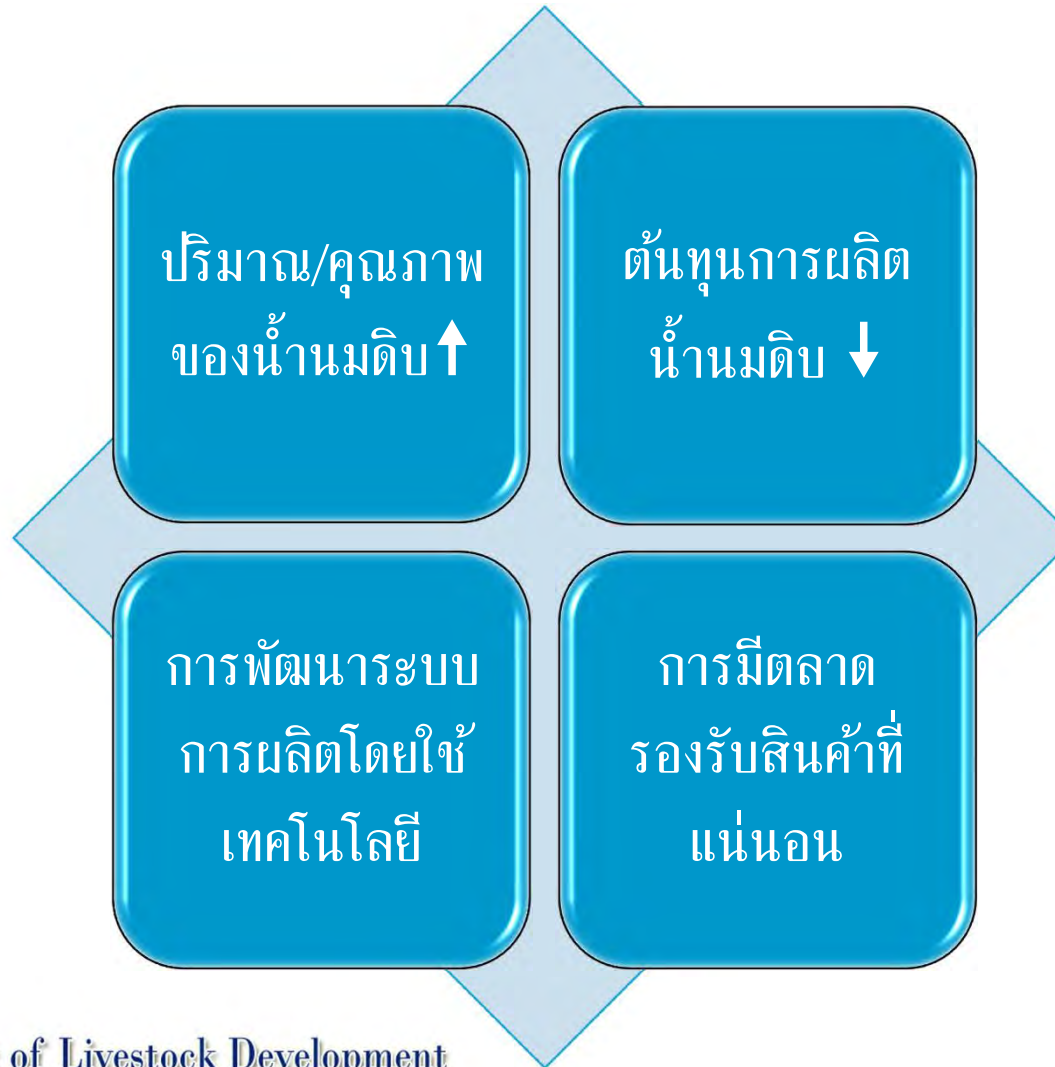 ปริมาณ/คุณภาพ
ของน้ำนมดิบ↑
ต้นทุนการผลิต
น้ำนมดิบ ↓
การพัฒนาระบบ
การผลิตโดยใช้
เทคโนโลยี
การมีตลาด
รองรับสินค้าที่
แน่นอน
of Livestock Development